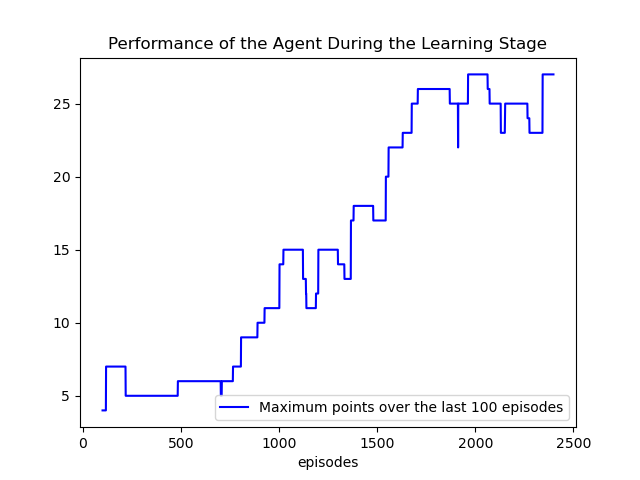 Performance of the Agent During the Learning Stage
25
20
15
10
5
Maximum points over the last 100 episodes
0 500 1000 1500 2000 2500
episodes